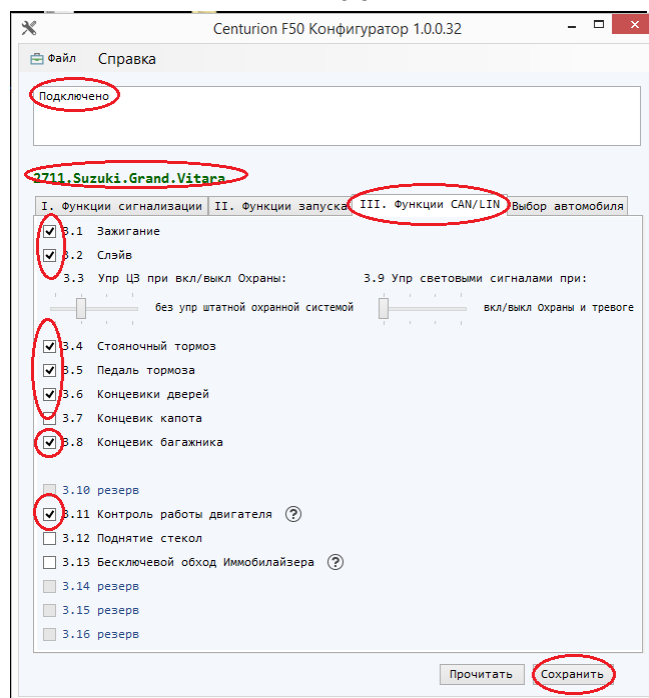 Centurion F50 Конфигуратор 1.0.0.32
Файл Справка
Подключено
2711,Suzuki.Grand.Vitara
I. Функции сигнализации II. Функции запуска III. Функции CAN/LIN Выбор автомобиля
3.1 Зажигание
3.2 Слэйв
3.3 Упр ЦЗ при вкл/выкл Охраны: 3.9 Упр световыми сигналами при:
без упр штатной охранной системой вкл/выкл Охраны и тревоге
3.4 Стояночный тормоз
3.5 Педаль тормоза
3.6 Концевики дверей
3.7 Концевик капота
3.8 Концевик багажника
3.10 резерв
3.11 Контроль работы двигателя ?
3.12 Поднятие стекол
3.13 Бесключевой обход Иммобилайзера ?
3.14 резерв
3.15 резерв
3.16 резерв
Прочитать Сохранить